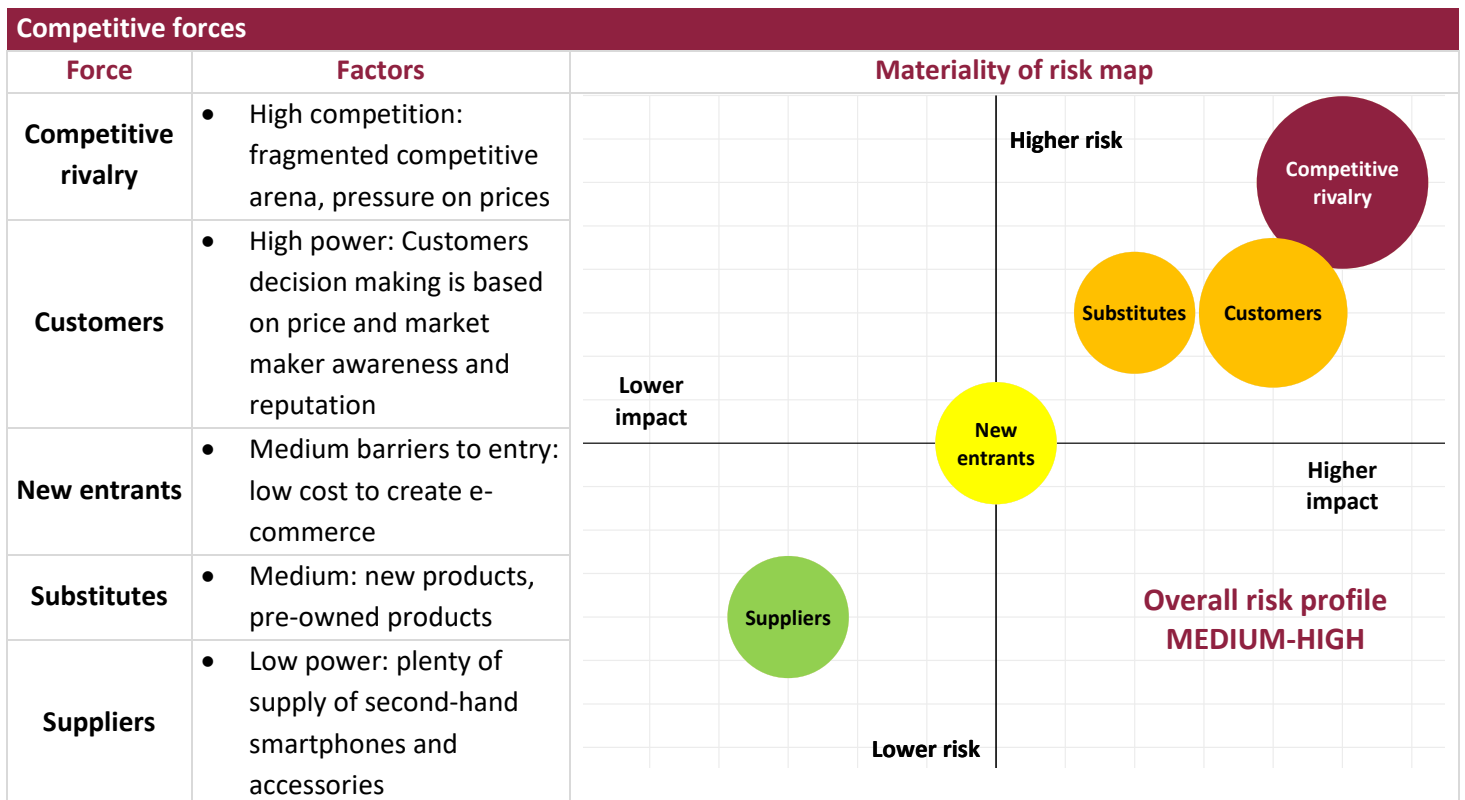 Competitive forces
Force
Factors
Materiality of risk map
Competitive
rivalry
• High competition:
fragmented competitive
arena, pressure on prices
Customers
• High power: Customers
decision making is based
on price and market
maker awareness and
reputation
New entrants
• Medium barriers to entry:
low cost to create e-
commerce
Substitutes
• Medium: new products,
pre-owned products
Suppliers
• Low power: plenty of
supply of second-hand
smartphones and
accessories
Higher risk
Competitive
rivalry
Substitutes
Customers
Lower
impact
New
entrants
Higher
impact
Suppliers
Overall risk profile
MEDIUM-HIGH
Lower risk